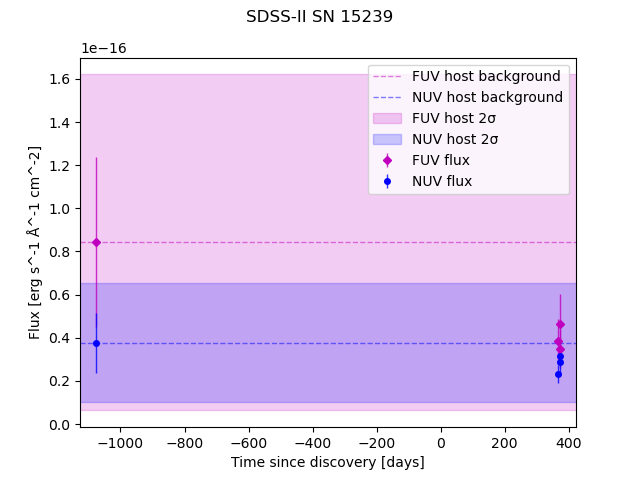 SDSS-II SN 15239
1e−16
FUV host background
NUV host background
FUV host 2σ
NUV host 2σ
FUV flux
NUV flux
1.6
1.4
1.2
1.0
0.8
0.6
0.4
0.2
0.0
Flux [erg s^-1 Å^-1 cm^-2]
−1000
−800
−600
−400
−200
0
200
400
Time since discovery [days]